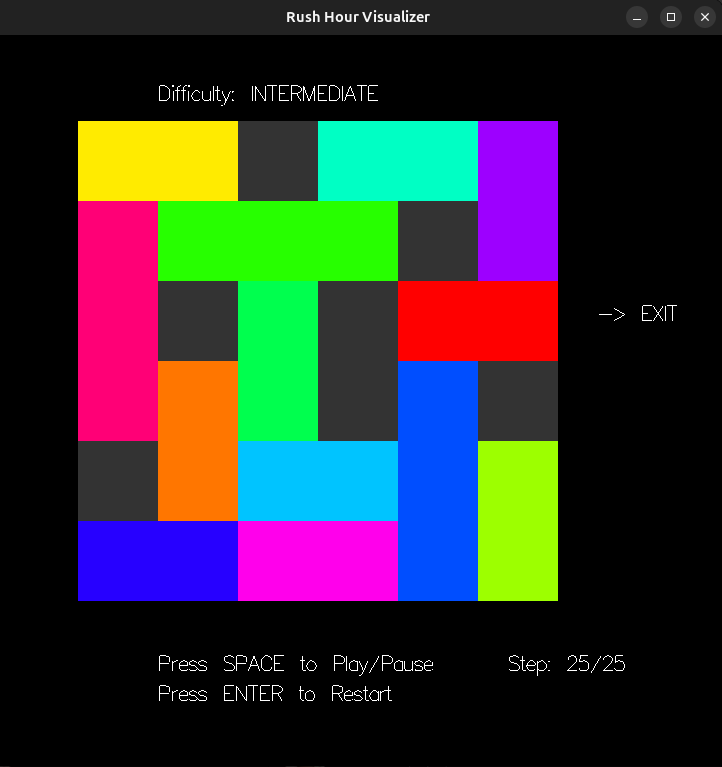 Rush Hour Visualizer
Difficulty: INTERMEDIATE
—> EXIT
Press SPACE to Play/Pause Step: 25/25
Press ENTER to Restart